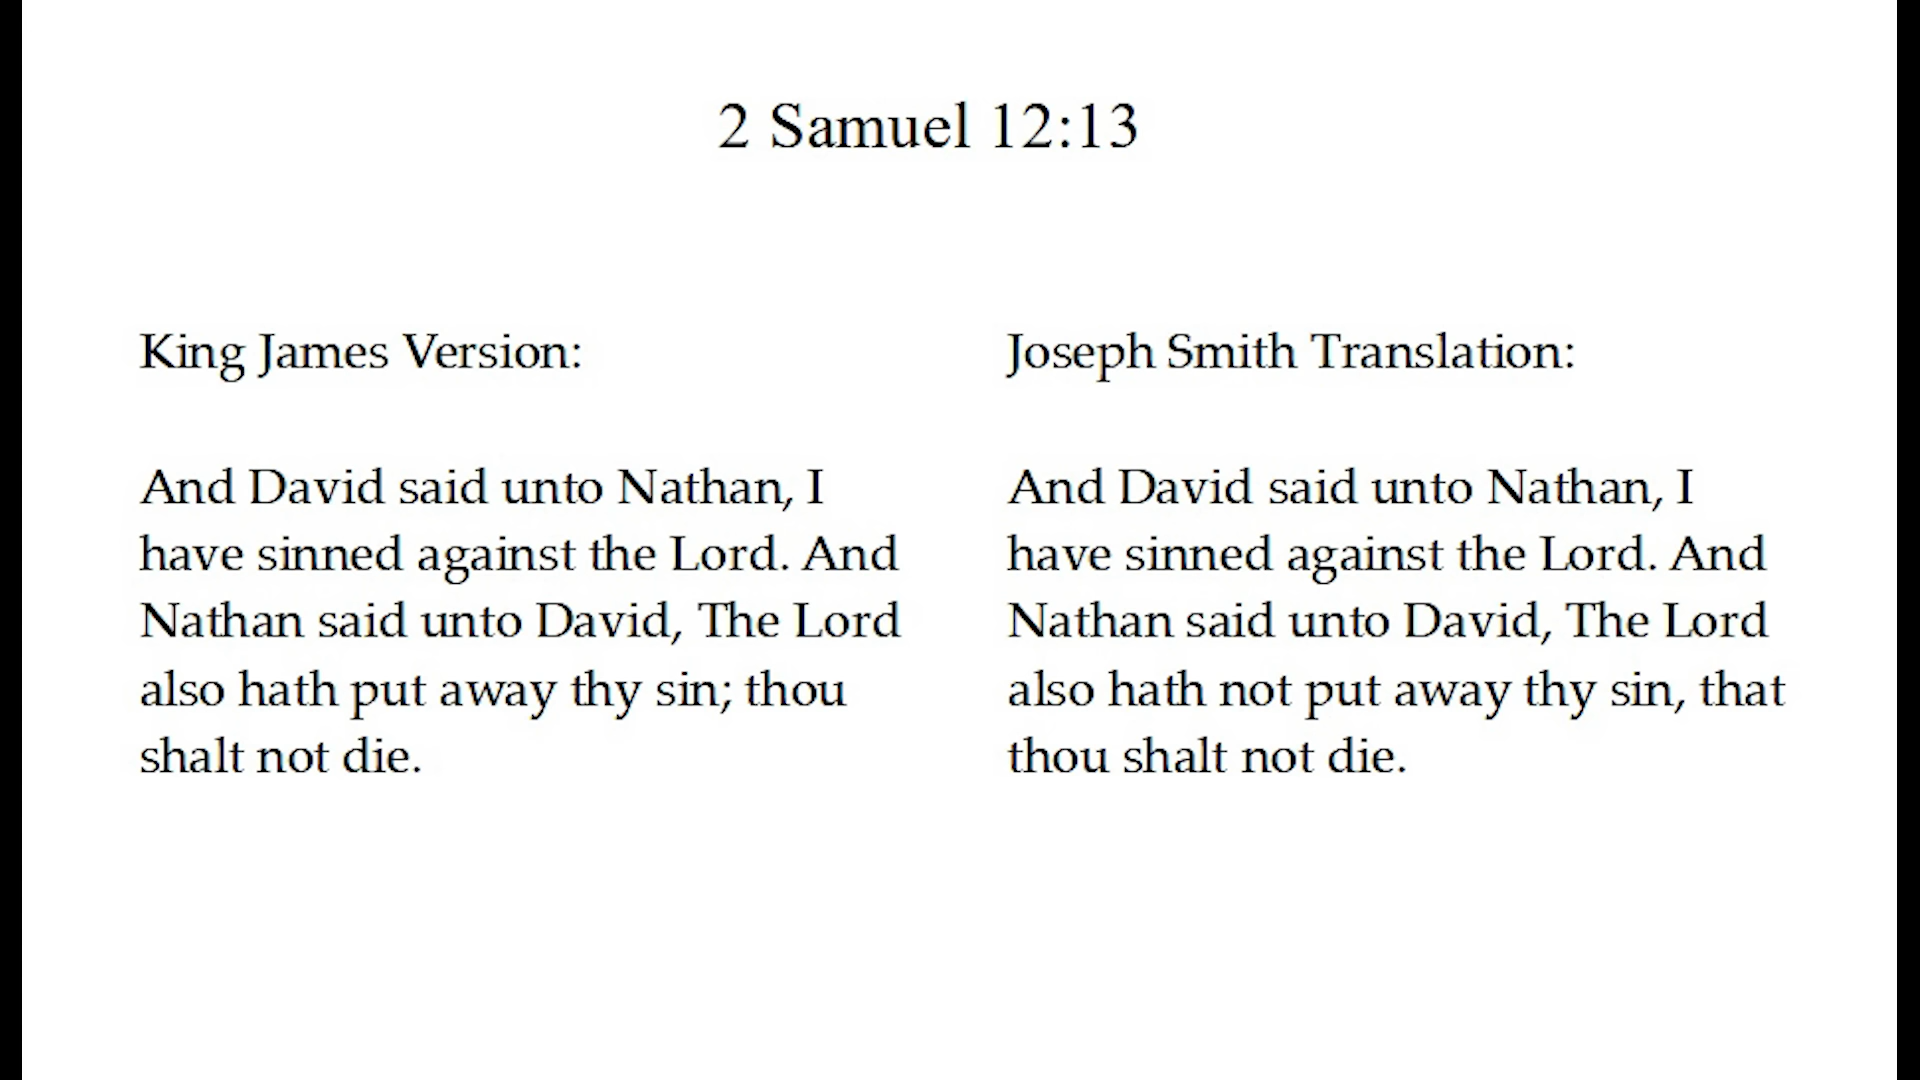 2 Samuel 12:13
King James Version:
And David said unto Nathan, I
have sinned against the Lord. And
Nathan said unto David, The Lord
also hath put away thy sin; thou
shalt not die.
Joseph Smith Translation:
And David said unto Nathan, I
have sinned against the Lord. And
Nathan said unto David, The Lord
also hath not put away thy sin, that
thou shalt not die.